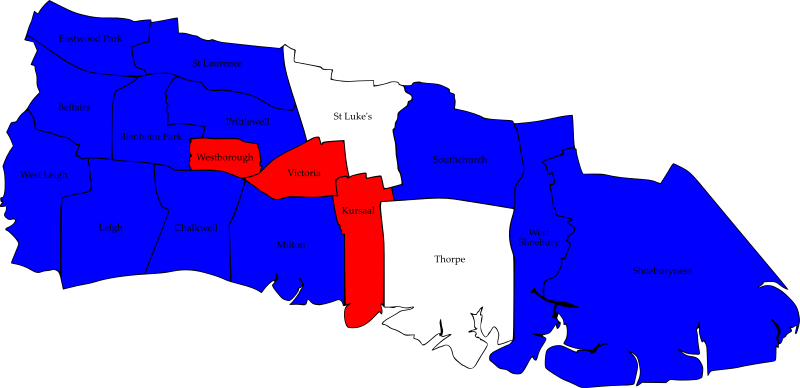 Eastwood Park
St Laurence
Belfairs
Prittlewell
St Luke's
Blenheim Park
Westborough
Southchurch
Victoria
West Leigh
Kursaal
Leigh
Chalkwell
Milton
West
Shoebury
Thorpe
Shoeburyness